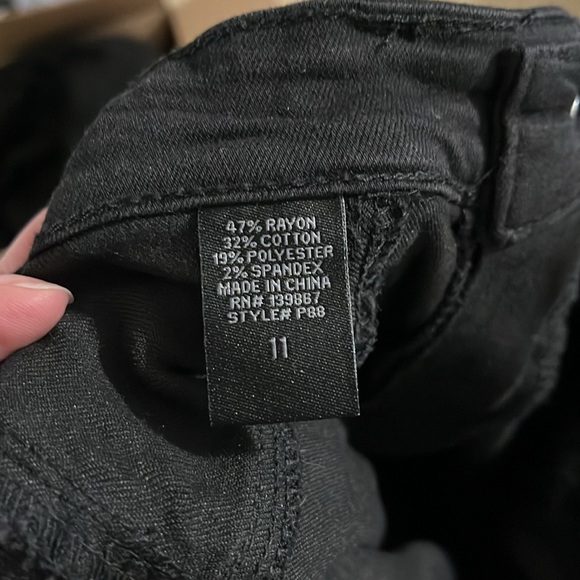 47% RAYON
32% COTTON
19% POLYESTER
2% SPANDEX
MADE IN CHINA
RN# 139867
STYLE# P88
11